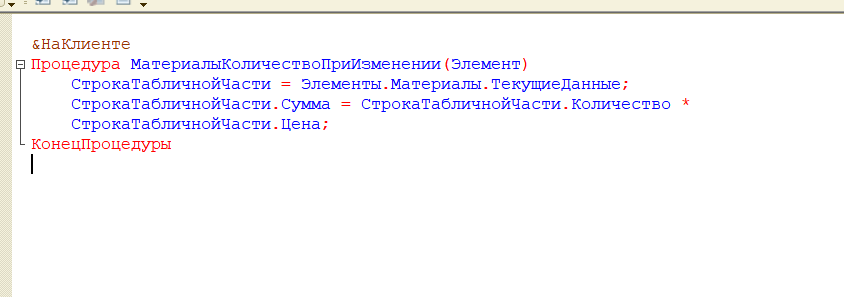 &НаКлиенте
Процедура МатериалыКоличествоПриИзменении(Элемент)
СтрокаТабличнойЧасти = Элементы.Материалы.ТекущиеДанные;
СтрокаТабличнойЧасти.Сумма = СтрокаТабличнойЧасти.Количество *
СтрокаТабличнойЧасти.Цена;
КонецПроцедуры